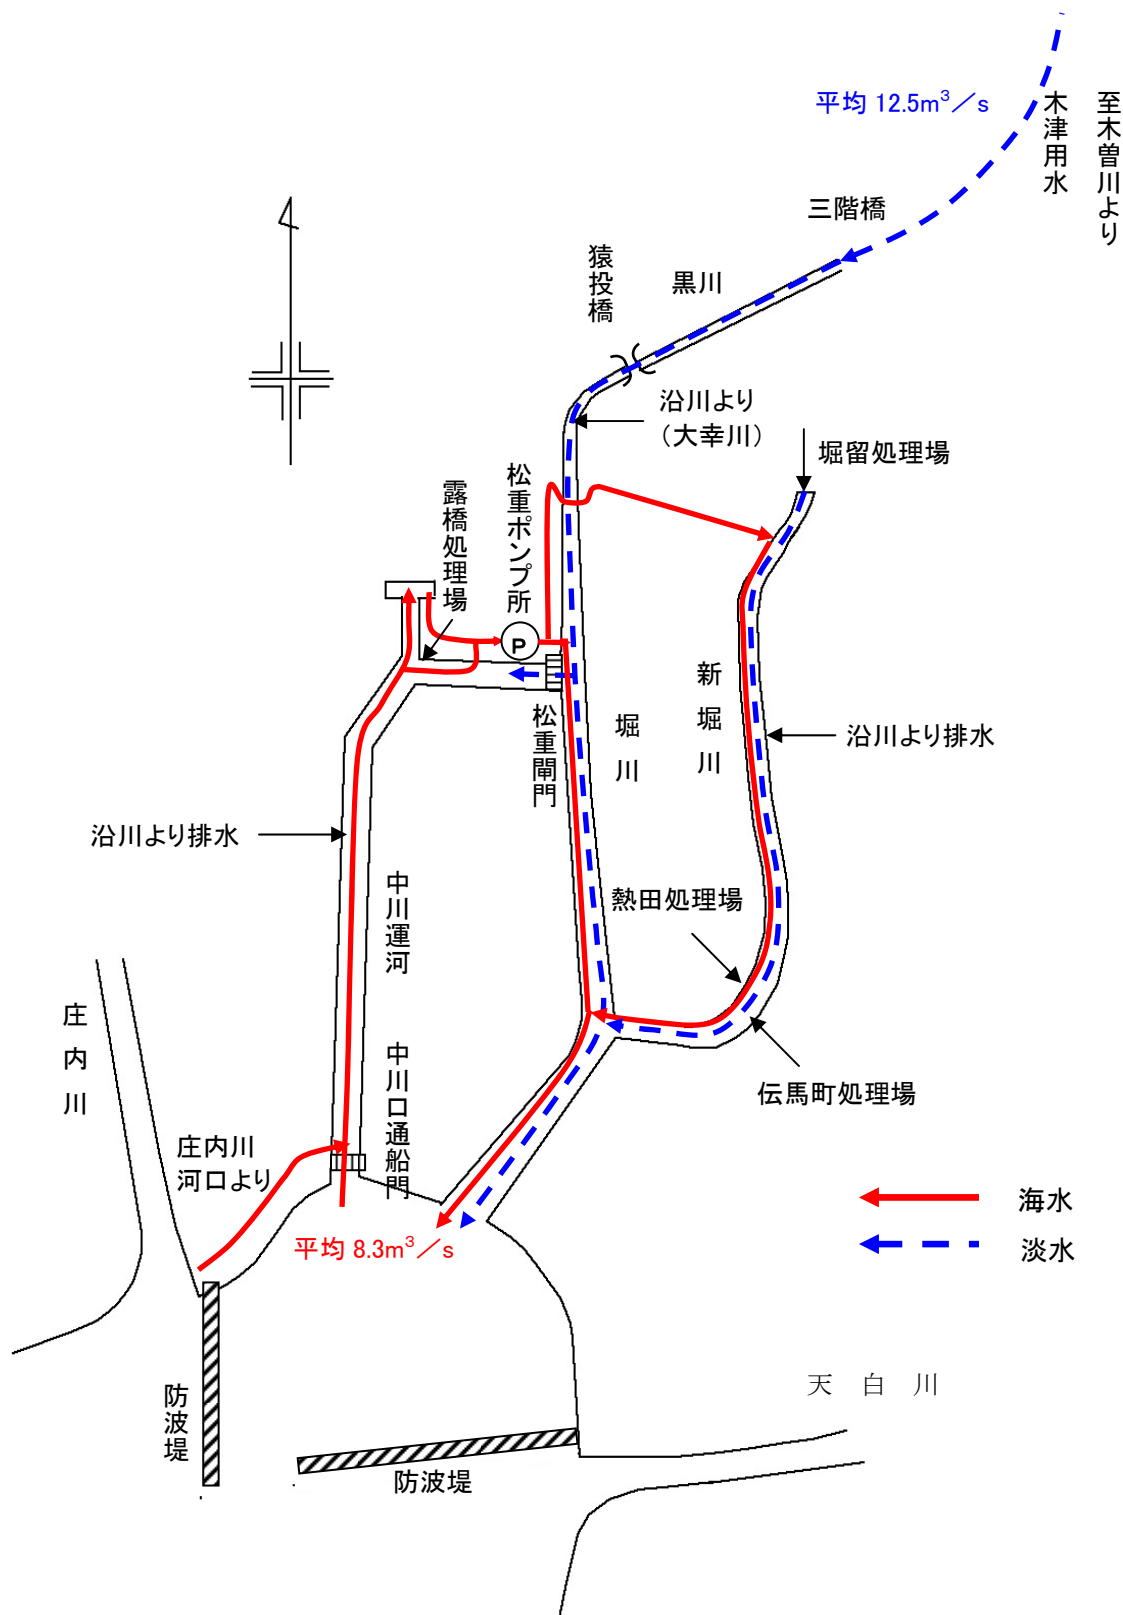 平均 12.5m³／s
木津用水
至木曽川より
三階橋
猿投橋
黒川
沿川より
（大幸川）
堀留処理場
松重ポンプ所
露橋処理場
P
松重閘門
堀川
新堀川
沿川より排水
沿川より排水
中川運河
熱田処理場
庄内川
中川口通船門
伝馬町処理場
庄内川
河口より
平均 8.3m³／s
海水
淡水
天白川
防波堤
防波堤